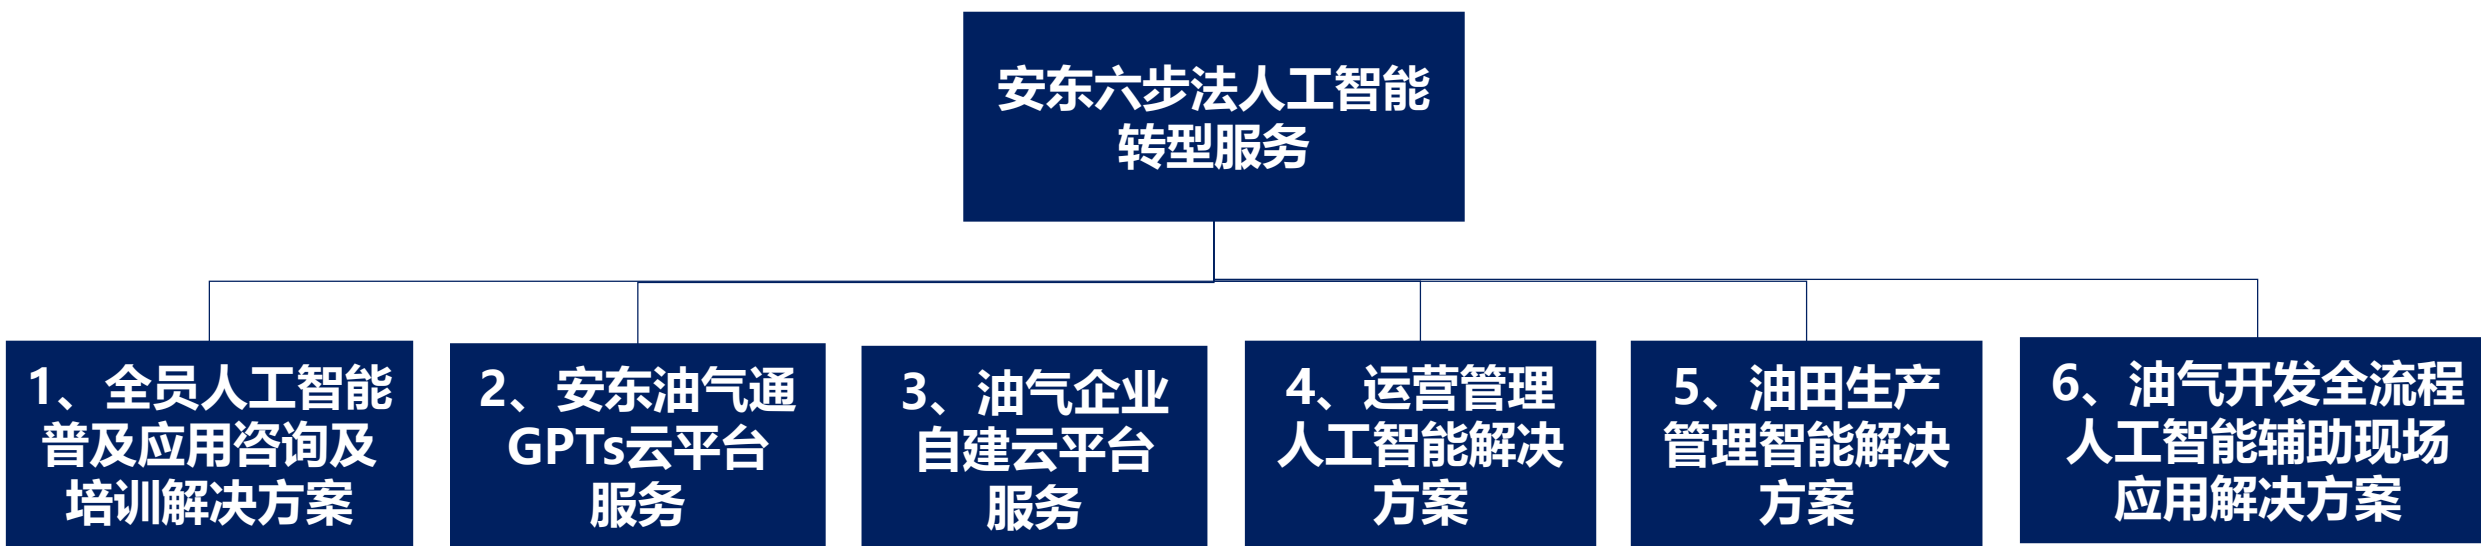 安东六步法人工智能
转型服务
1、全员人工智能
普及应用咨询及
培训解决方案
2、安东油气通
GPTs云平台
服务
3、油气企业
自建云平台
服务
4、运营管理
人工智能解决
方案
5、油田生产
管理智能解决
方案
6、油气开发全流程
人工智能辅助现场
应用解决方案